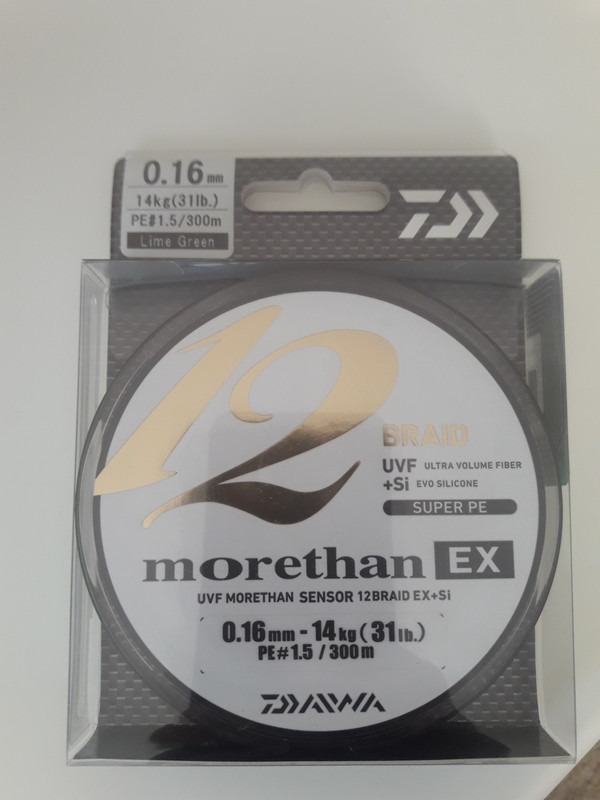 0.16mm
14kg(31lb.)
PE#1.5/300m
Lime Green
12
BRAID
UVF ULTRA VOLUME FIBER
+Si EVO SILICONE
SUPER PE
morethan EX
UVF MORETHAN SENSOR 12BRAID EX+Si
0.16mm-14kg(31lb.)
PE#1.5/300m
DAIWA